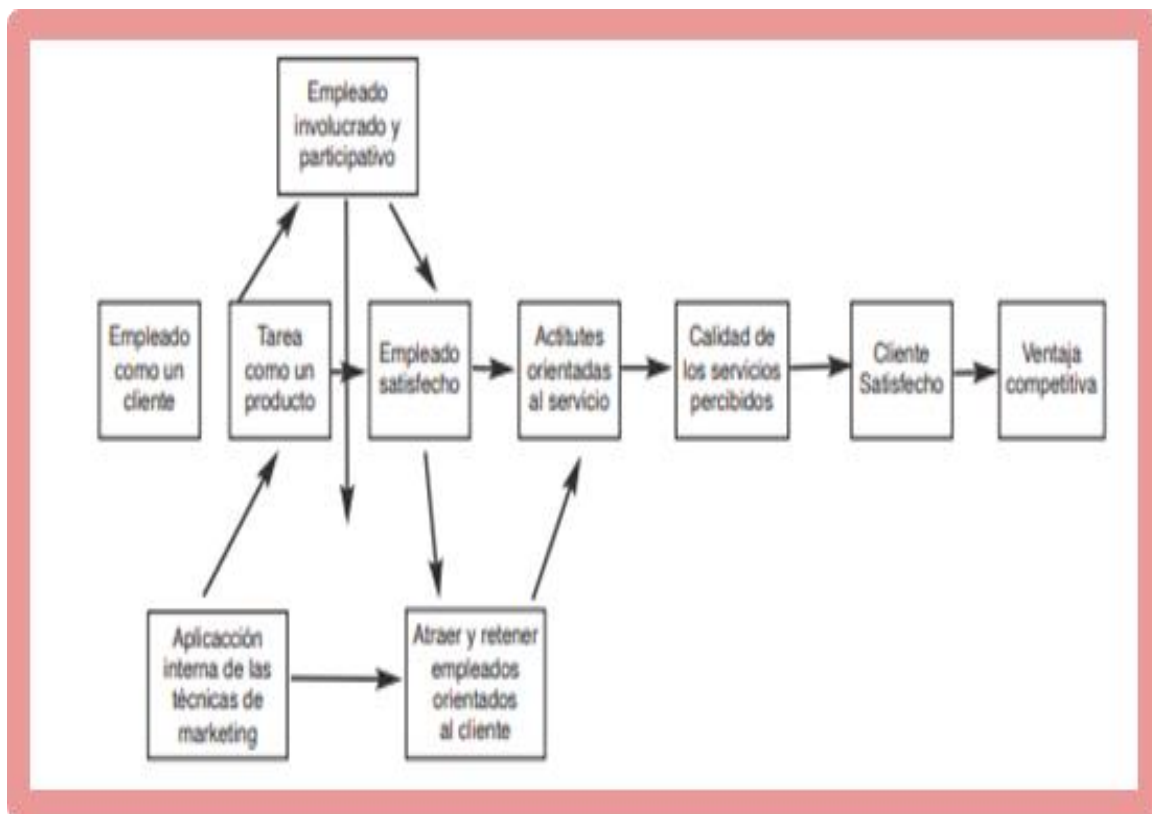 Empleado
involucrado y
participativo
Empleado
como un
cliente
Tarea
como un
producto
Empleado
satisfecho
Actitutes
orientadas
al servicio
Calidad de
los servicios
percibidos
Cliente
Satisfecho
Ventaja
competitiva
Aplicacción
interna de las
técnicas de
marketing
Atraer y retener
empleados
orientados
al cliente